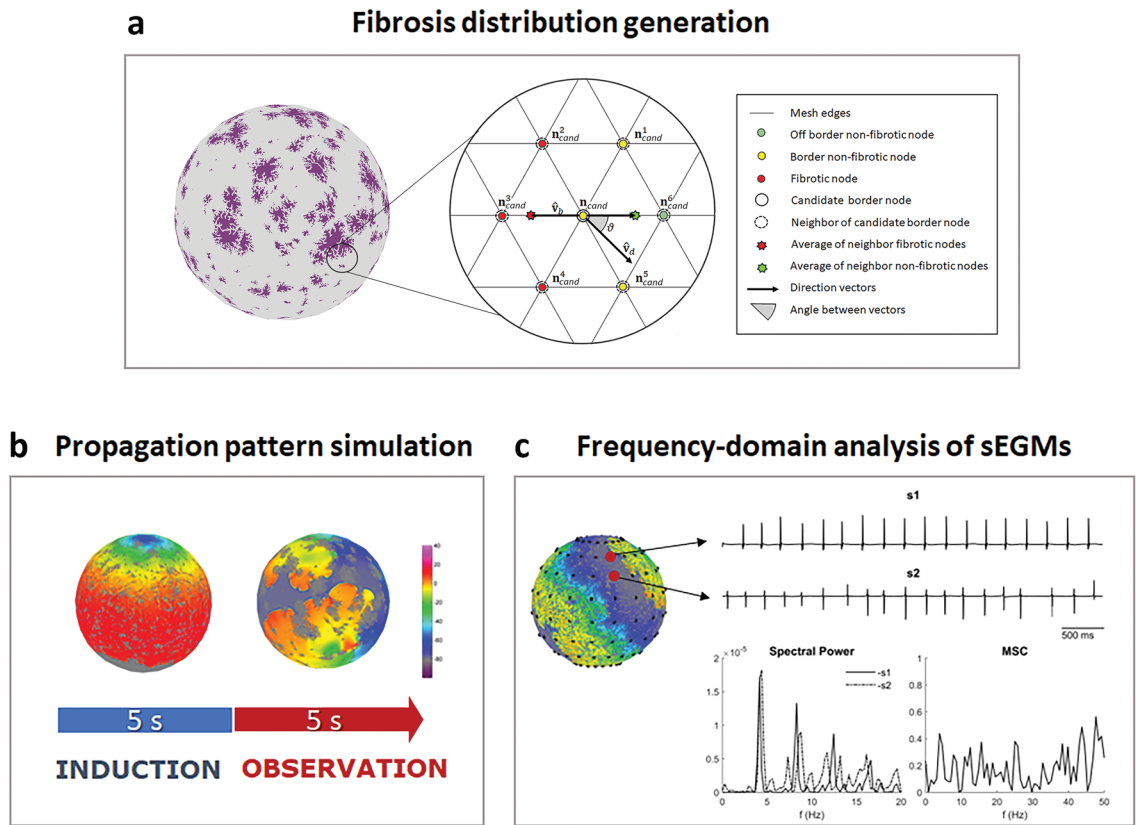 a Fibrosis distribution generation
n²cand
n¹cand
n³cand
v̂b
ncand
n⁶cand
ϑ
v̂d
n⁴cand
n⁵cand
Mesh edges
Off border non-fibrotic node
Border non-fibrotic node
Fibrotic node
Candidate border node
Neighbor of candidate border node
Average of neighbor fibrotic nodes
Average of neighbor non-fibrotic nodes
Direction vectors
Angle between vectors
b Propagation pattern simulation
40
20
0
-20
-40
-60
-80
5 s
5 s
INDUCTION
OBSERVATION
c Frequency-domain analysis of sEGMs
s1
s2
500 ms
Spectral Power
×10⁻⁵
-s1
-s2
2
1.5
1
0.5
0
0 5 10 15 20
f (Hz)
MSC
1
0.8
0.6
0.4
0.2
0
0 10 20 30 40 50
f (Hz)